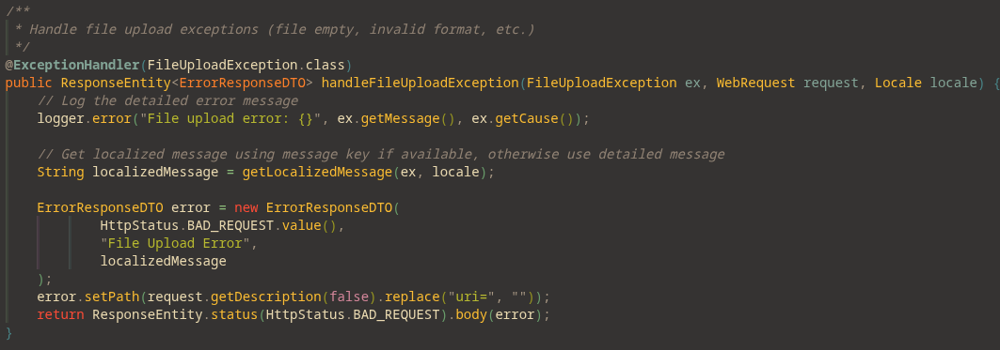 /**
 * Handle file upload exceptions (file empty, invalid format, etc.)
 */
@ExceptionHandler(FileUploadException.class)
public ResponseEntity<ErrorResponseDTO> handleFileUploadException(FileUploadException ex, WebRequest request, Locale locale) {
    // Log the detailed error message
    logger.error("File upload error: {}", ex.getMessage(), ex.getCause());

    // Get localized message using message key if available, otherwise use detailed message
    String localizedMessage = getLocalizedMessage(ex, locale);

    ErrorResponseDTO error = new ErrorResponseDTO(
            HttpStatus.BAD_REQUEST.value(),
            "File Upload Error",
            localizedMessage
    );
    error.setPath(request.getDescription(false).replace("uri=", ""));
    return ResponseEntity.status(HttpStatus.BAD_REQUEST).body(error);
}